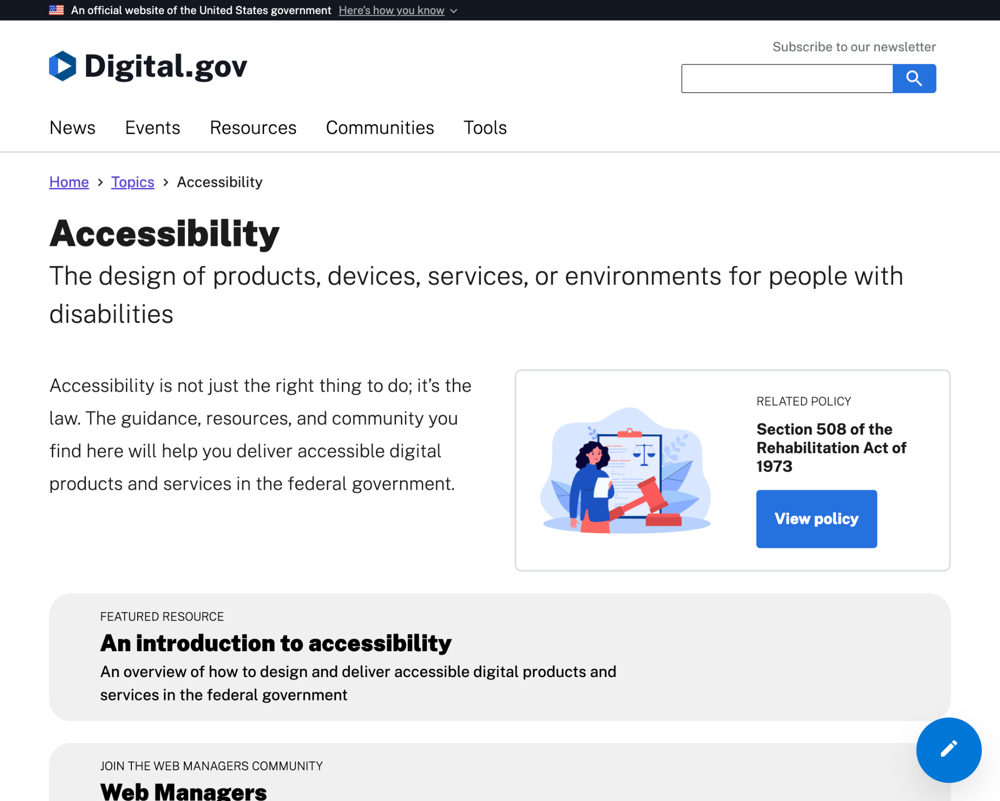 An official website of the United States government Here’s how you know
Subscribe to our newsletter
Digital.gov
News Events Resources Communities Tools
Home > Topics > Accessibility
Accessibility
The design of products, devices, services, or environments for people with
disabilities
Accessibility is not just the right thing to do; it’s the
law. The guidance, resources, and community you
find here will help you deliver accessible digital
products and services in the federal government.
RELATED POLICY
Section 508 of the
Rehabilitation Act of
1973
View policy
FEATURED RESOURCE
An introduction to accessibility
An overview of how to design and deliver accessible digital products and
services in the federal government
JOIN THE WEB MANAGERS COMMUNITY
Web Managers